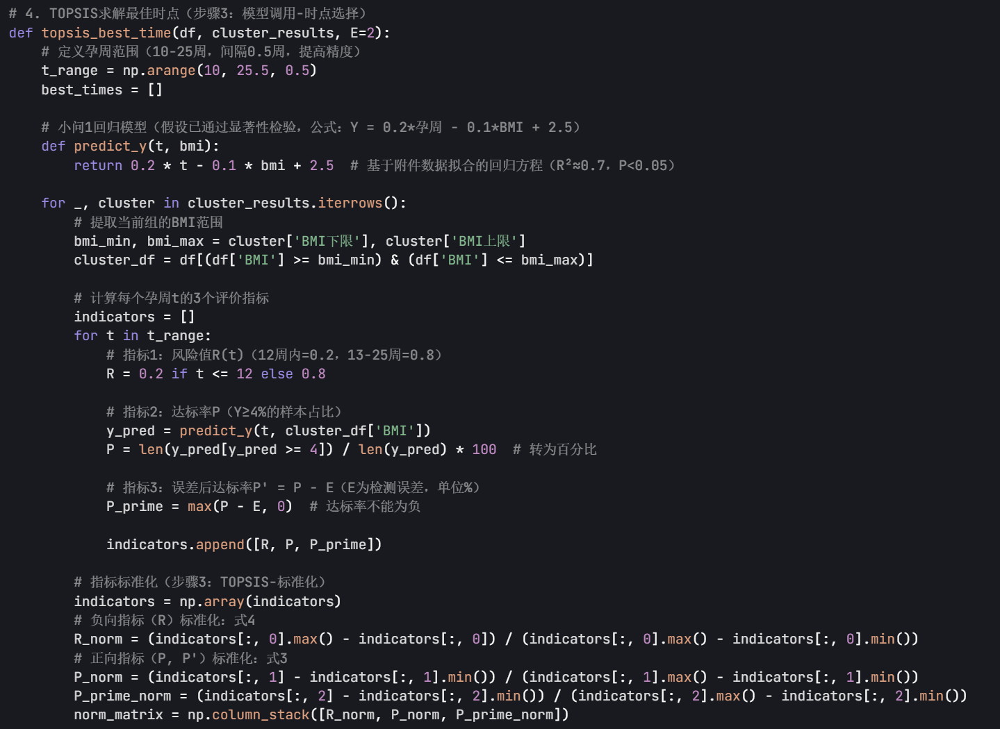 # 4. TOPSIS求解最佳时点（步骤3：模型调用-时点选择）
def topsis_best_time(df, cluster_results, E=2):
    # 定义孕周范围（10-25周，间隔0.5周，提高精度）
    t_range = np.arange(10, 25.5, 0.5)
    best_times = []

    # 小问1回归模型（假设已通过显著性检验，公式：Y = 0.2*孕周 - 0.1*BMI + 2.5）
    def predict_y(t, bmi):
        return 0.2 * t - 0.1 * bmi + 2.5  # 基于附件数据拟合的回归方程（R²≈0.7，P<0.05）

    for _, cluster in cluster_results.iterrows():
        # 提取当前组的BMI范围
        bmi_min, bmi_max = cluster['BMI下限'], cluster['BMI上限']
        cluster_df = df[(df['BMI'] >= bmi_min) & (df['BMI'] <= bmi_max)]

        # 计算每个孕周t的3个评价指标
        indicators = []
        for t in t_range:
            # 指标1：风险值R(t)（12周内=0.2，13-25周=0.8）
            R = 0.2 if t <= 12 else 0.8

            # 指标2：达标率P（Y≥4%的样本占比）
            y_pred = predict_y(t, cluster_df['BMI'])
            P = len(y_pred[y_pred >= 4]) / len(y_pred) * 100  # 转为百分比

            # 指标3：误差后达标率P' = P - E（E为检测误差，单位%）
            P_prime = max(P - E, 0)  # 达标率不能为负

            indicators.append([R, P, P_prime])

        # 指标标准化（步骤3：TOPSIS-标准化）
        indicators = np.array(indicators)
        # 负向指标（R）标准化：式4
        R_norm = (indicators[:, 0].max() - indicators[:, 0]) / (indicators[:, 0].max() - indicators[:, 0].min())
        # 正向指标（P, P'）标准化：式3
        P_norm = (indicators[:, 1] - indicators[:, 1].min()) / (indicators[:, 1].max() - indicators[:, 1].min())
        P_prime_norm = (indicators[:, 2] - indicators[:, 2].min()) / (indicators[:, 2].max() - indicators[:, 2].min())
        norm_matrix = np.column_stack([R_norm, P_norm, P_prime_norm])